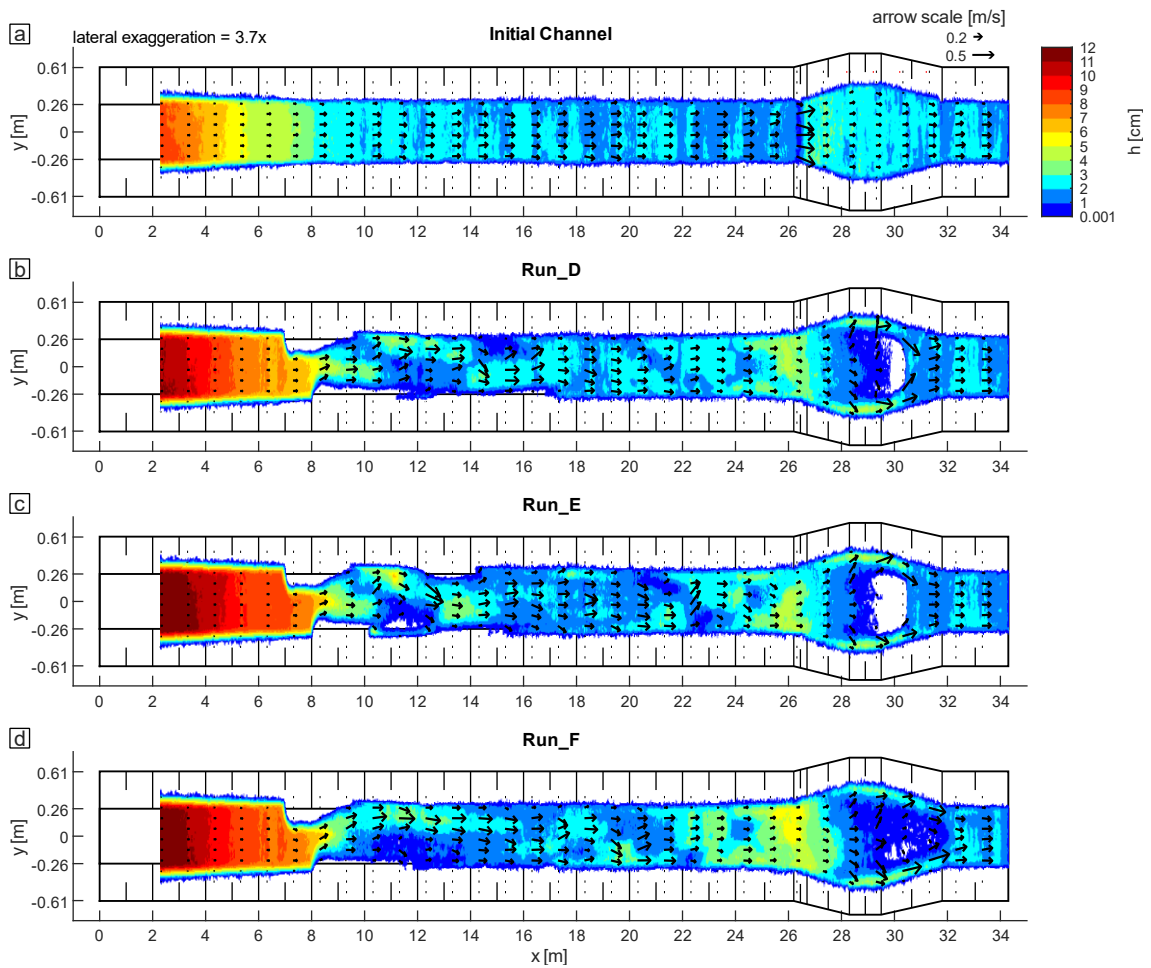 a
lateral exaggeration = 3.7x
Initial Channel
arrow scale [m/s]
0.2
0.5
0.61
0.26
0
-0.26
-0.61
y [m]
0 2 4 6 8 10 12 14 16 18 20 22 24 26 28 30 32 34
12
11
10
9
8
7
6
5
4
3
2
1
0.001
h [cm]
b
Run_D
0.61
0.26
0
-0.26
-0.61
y [m]
0 2 4 6 8 10 12 14 16 18 20 22 24 26 28 30 32 34
c
Run_E
0.61
0.26
0
-0.26
-0.61
y [m]
0 2 4 6 8 10 12 14 16 18 20 22 24 26 28 30 32 34
d
Run_F
0.61
0.26
0
-0.26
-0.61
y [m]
0 2 4 6 8 10 12 14 16 18 20 22 24 26 28 30 32 34
x [m]